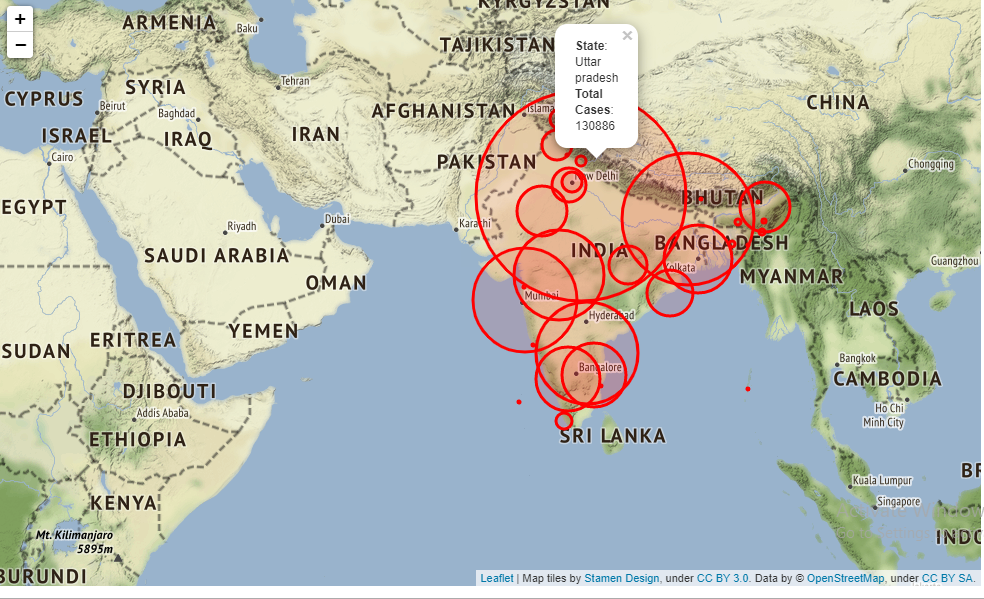 +
−
KYRGYZSTAN
ARMENIA
Baku
TAJIKISTAN
×
State:
Uttar
pradesh
Total
Cases:
130886
Tehran
SYRIA
CYPRUS
Beirut
Baghdad
AFGHANISTAN
CHINA
ISRAEL
IRAQ
IRAN
Cairo
PAKISTAN
Chongqing
New Delhi
EGYPT
BHUTAN
Dubai
Riyadh
Karachi
SAUDI ARABIA
INDIA
BANGLADESH
Guangzhou
Kolkata
MYANMAR
OMAN
Mumbai
LAOS
Hyderabad
YEMEN
ERITREA
SUDAN
Bangkok
Bangalore
CAMBODIA
DJIBOUTI
Addis Ababa
Ho Chi
Minh City
ETHIOPIA
SRI LANKA
Kuala Lumpur
Singapore
KENYA
Mt. Kilimanjaro
5895m
BURUNDI
Leaflet | Map tiles by Stamen Design, under CC BY 3.0. Data by © OpenStreetMap, under CC BY SA.